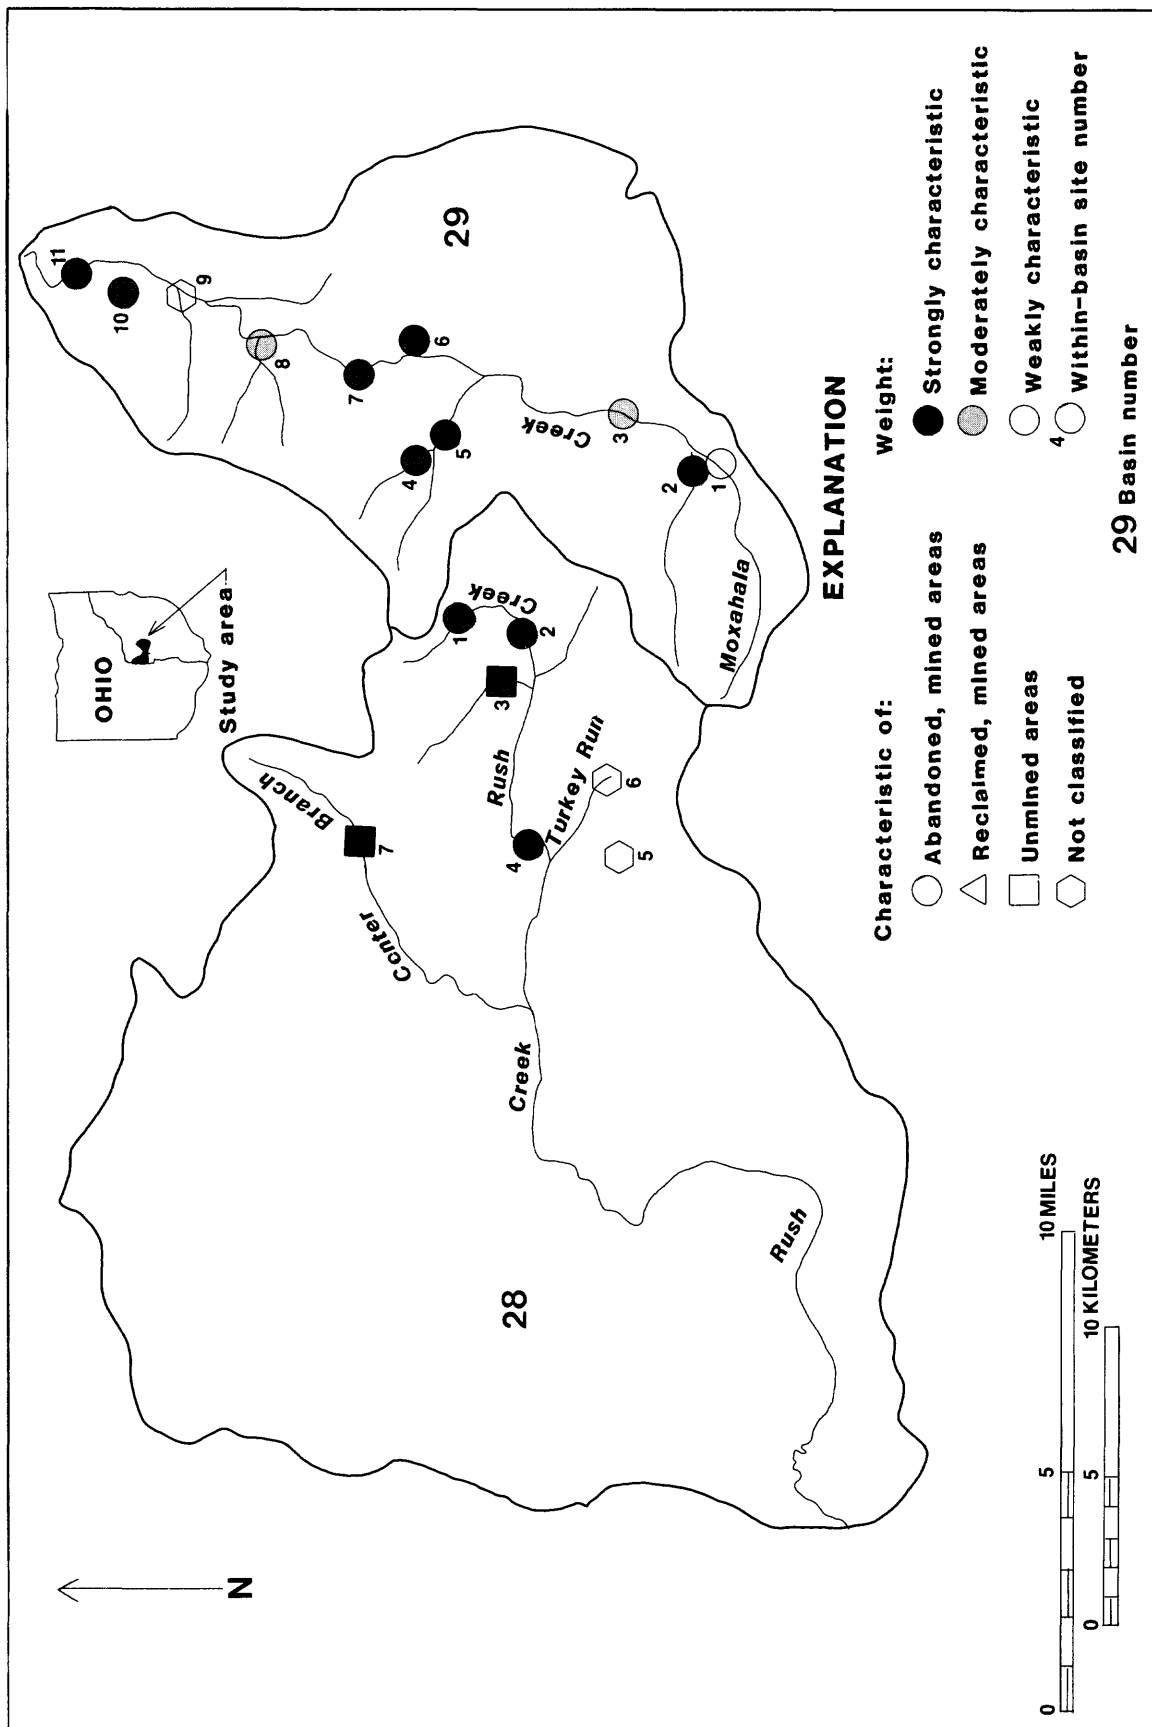 OHIO
Study area
11
10
9
29
8
6
7
5
4
Creek
3
2
1
Moxahala
Creek
1
2
3
Rush
Turkey Run
6
4
5
Branch
7
Center
Creek
28
Rush
N
EXPLANATION
Characteristic of:
Abandoned, mined areas
Reclaimed, mined areas
Unmined areas
Not classified
Weight:
Strongly characteristic
Moderately characteristic
Weakly characteristic
4 Within-basin site number
29 Basin number
0 5 10 MILES
0 5 10 KILOMETERS